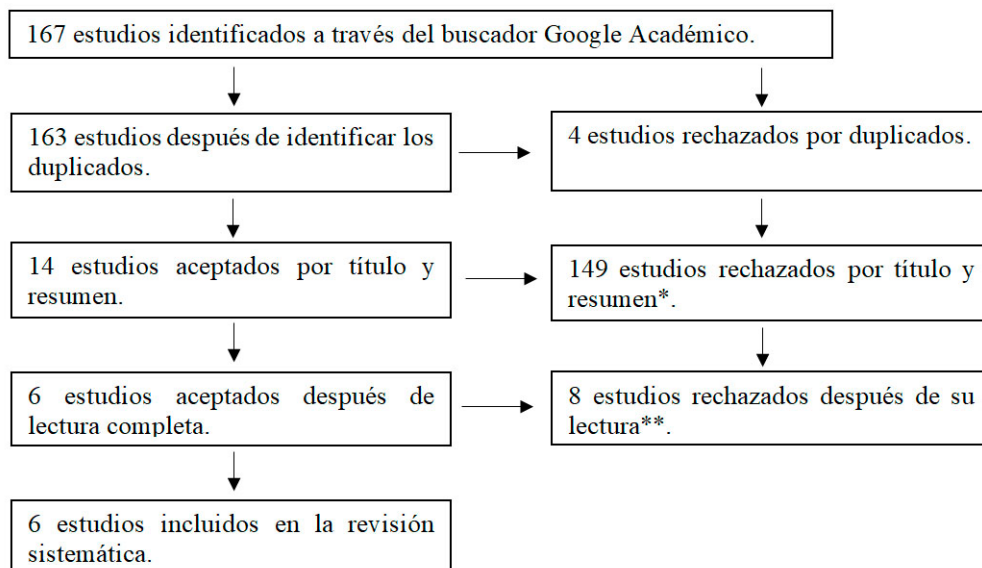 167 estudios identificados a través del buscador Google Académico.
163 estudios después de identificar los
duplicados.
4 estudios rechazados por duplicados.
14 estudios aceptados por título y
resumen.
149 estudios rechazados por título y
resumen*.
6 estudios aceptados después de
lectura completa.
8 estudios rechazados después de su
lectura**.
6 estudios incluidos en la revisión
sistemática.